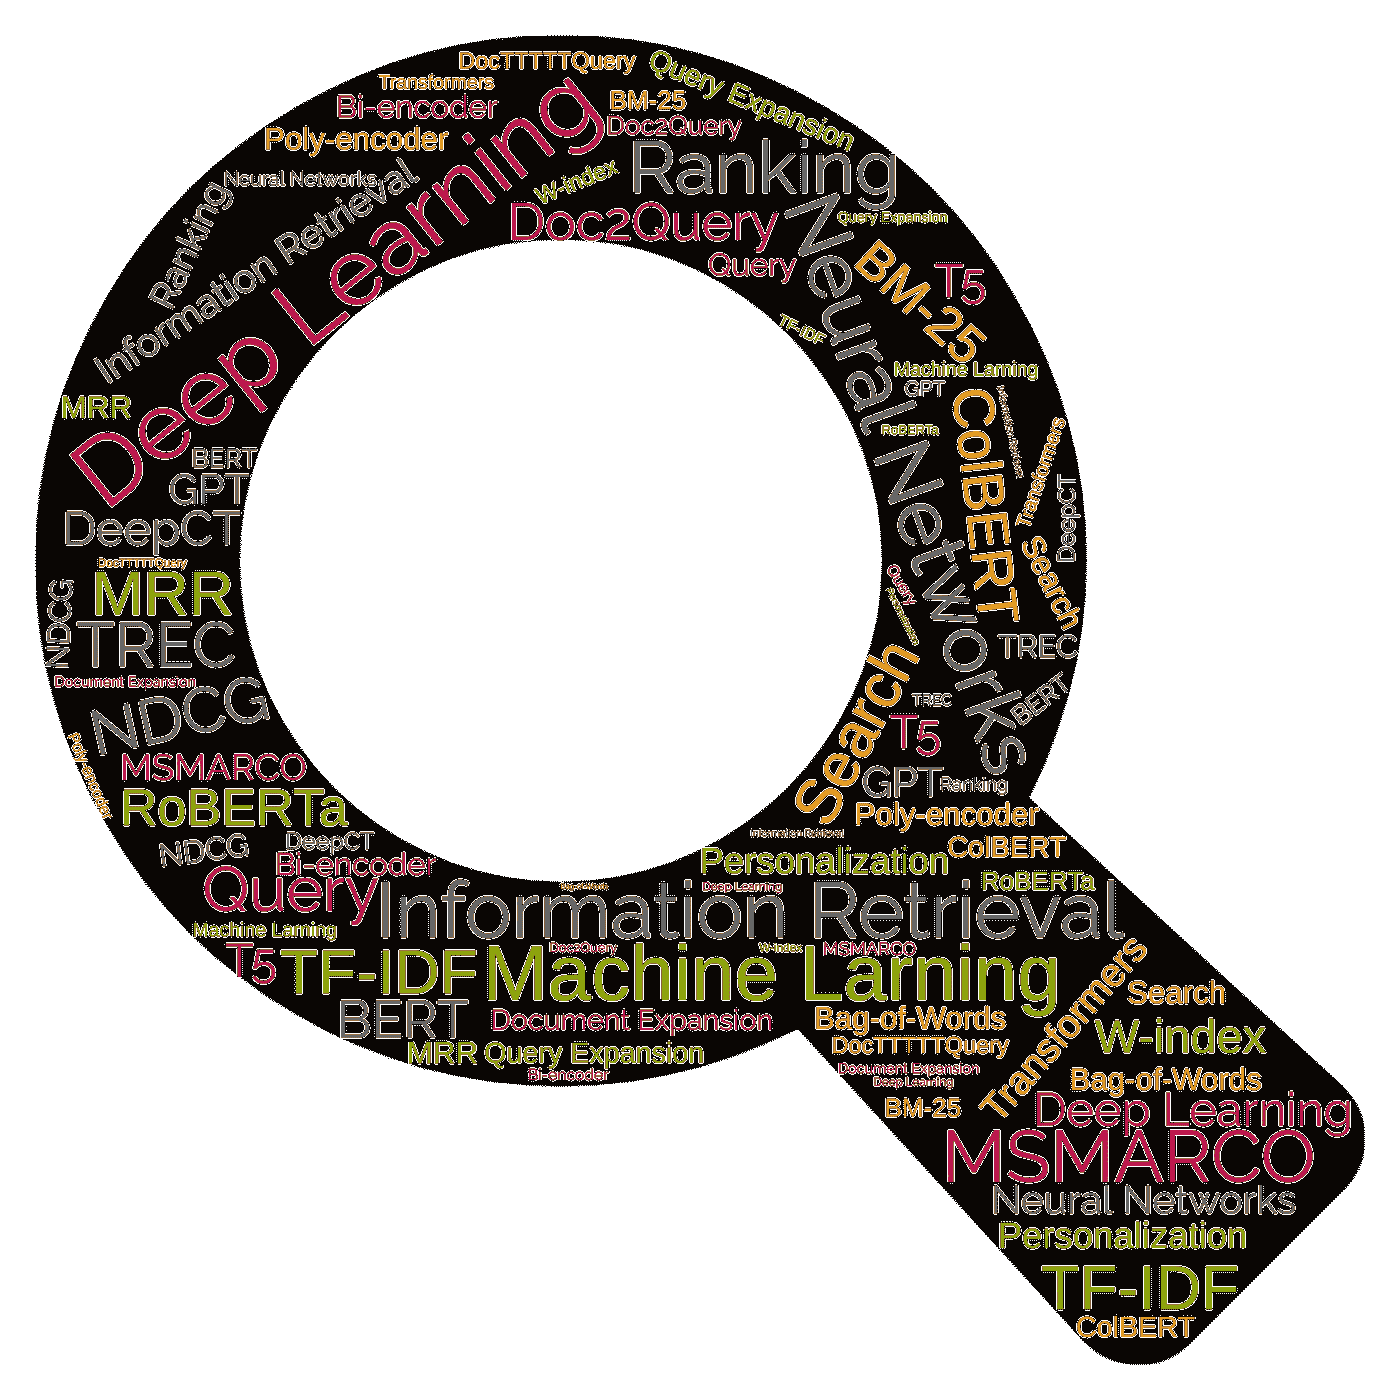 DocTTTTTQuery
Query Expansion
Transformers
Bi-encoder
BM-25
Doc2Query
Poly-encoder
Deep Learning
Ranking
Neural Networks
W-index
Information Retrieval
Ranking
Doc2Query
Query Expansion
Neural Networks
Query
BM-25
T5
TF-IDF
Machine Larning
GPT
MRR
ColBERT
Transformers
RoBERTa
BERT
GPT
DeepCT
DeepCT
Search
DocTTTTTQuery
MRR
NDCG
Query
TREC
TREC
Search
Document Expansion
NDCG
BERT
TREC
T5
Poly-encoder
MSMARCO
GPT
Ranking
RoBERTa
Poly-encoder
Information Retrieval
NDCG
DeepCT
ColBERT
Bi-encoder
Personalization
Query
Deep Learning
RoBERTa
Information Retrieval
Machine Larning
Doc2Query
W-index
MSMARCO
T5
TF-IDF
Machine Larning
Transformers
Search
BERT
Document Expansion
Bag-of-Words
W-index
MRR
Query Expansion
DocTTTTTQuery
Bi-encoder
Document Expansion
Deep Learning
Bag-of-Words
BM-25
Deep Learning
MSMARCO
Neural Networks
Personalization
TF-IDF
ColBERT